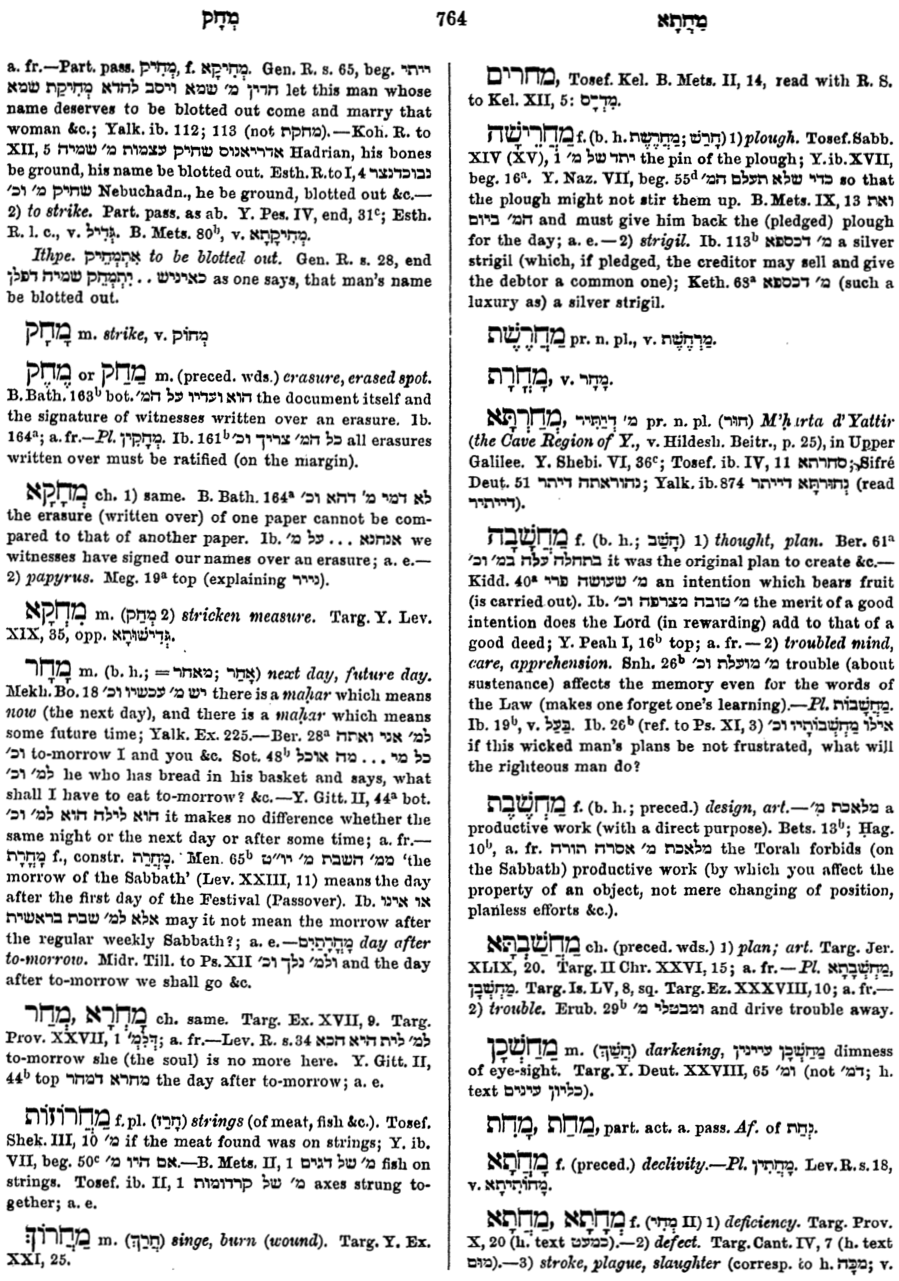 מְחָק 764 מַחֲתָא
a. fr.—Part. pass. מָחִיק, f. מְחִיקָא. Gen. R. s. 65, beg. ייתי
חדין מ׳ שמא ויסב לחדא מְחִיקַת שמא let this man whose
name deserves to be blotted out come and marry that
woman &c.; Yalk. ib. 112; 113 (not מחקת).—Koh. R. to
XII, 5 אדריאנוס שחיק עצמות מ׳ שמיה Hadrian, his bones
be ground, his name be blotted out. Esth. R. to I, 4 נבוכדנצר
שחיק מ׳ וכ׳ Nebuchadn., he be ground, blotted out &c.—
2) to strike. Part. pass. as ab. Y. Pes. IV, end, 31ᶜ; Esth.
R. l. c., v. גְּדִיל. B. Mets. 80ᵇ, v. מְחִיקְתָא.
Ithpe. אִתְמְחֵיק to be blotted out. Gen. R. s. 28, end
כאיניש . . יִתְמְחֵק שמיה דפלן as one says, that man's name
be blotted out.
מָחָק m. strike, v. מָחוֹק.
מֶחֶק or מַחַק m. (preced. wds.) erasure, erased spot.
B. Bath. 163ᵇ bot. הוא ועדיו על המ׳ the document itself and
the signature of witnesses written over an erasure. Ib.
164ᵃ; a. fr.—Pl. מְחָקִין. Ib. 161ᵇ כל המ׳ צריך וכ׳ all erasures
written over must be ratified (on the margin).
מְחָקָא ch. 1) same. B. Bath. 164ᵃ לא דמי מ׳ דהא וכ׳
the erasure (written over) of one paper cannot be com-
pared to that of another paper. Ib. אנחנא . . . על מ׳ we
witnesses have signed our names over an erasure; a. e.—
2) papyrus. Meg. 19ᵃ top (explaining נייר).
מִחְקָא m. (מחק 2) stricken measure. Targ. Y. Lev.
XIX, 35, opp. גְּדִישׁוּתָא.
מָחָר m. (b. h.; = מאחר; אָחַר) next day, future day.
Mekh. Bo. 18 יש מ׳ עכשיו וכ׳ there is a maḥar which means
now (the next day), and there is a maḥar which means
some future time; Yalk. Ex. 225.—Ber. 28ᵃ למ׳ אני ואתה
וכ׳ to-morrow I and you &c. Sot. 48ᵇ כל מי . . . מה אוכל
למ׳ וכ׳ he who has bread in his basket and says, what
shall I have to eat to-morrow? &c.—Y. Gitt. II, 44ᵃ bot.
הוא לילה הוא למ׳ וכ׳ it makes no difference whether the
same night or the next day or after some time; a. fr.—
מָחֳרָת f., constr. מָחֳרַת. Men. 65ᵇ ממ׳ השבת מ׳ יו״ט 'the
morrow of the Sabbath' (Lev. XXIII, 11) means the day
after the first day of the Festival (Passover). Ib. או אינו
אלא למ׳ שבת בראשית may it not mean the morrow after
the regular weekly Sabbath?; a. e.—מָחֳרָתַיִם day after
to-morrow. Midr. Till. to Ps. XII ולמ׳ נלך וכ׳ and the day
after to-morrow we shall go &c.
מָחְרָא, מְחַר ch. same. Targ. Ex. XVII, 9. Targ.
Prov. XXVII, 1 דְּלִמְ׳; a. fr.—Lev. R. s. 34 למ׳ לית היא הכא
to-morrow she (the soul) is no more here. Y. Gitt. II,
44ᵇ top מחרא דמחר the day after to-morrow; a. e.
מַחֲרוֹזוֹת f. pl. (חָרַז) strings (of meat, fish &c.). Tosef.
Shek. III, 10 מ׳ if the meat found was on strings; Y. ib.
VII, beg. 50ᶜ אם היו מ׳.—B. Mets. II, 1 מ׳ של דגים fish on
strings. Tosef. ib. II, 1 מ׳ של קרדומות axes strung to-
gether; a. e.
מַחֲרוֹךְ m. (חֲרַךְ) singe, burn (wound). Targ. Y. Ex.
XXI, 25.
מחרים, Tosef. Kel. B. Mets. II, 14, read with R. S.
to Kel. XII, 5: מְדָיִס.
מַחֲרֵישָׁה f. (b. h. מַחֲרֶשֶׁת; חָרַשׁ) 1) plough. Tosef. Sabb.
XIV (XV), 1 יתד של מ׳ the pin of the plough; Y. ib. XVII,
beg. 16ᵃ. Y. Naz. VII, beg. 55ᵈ כדי שלא תעלם המ׳ so that
the plough might not stir them up. B. Mets. IX, 13 ואת
המ׳ ביום and must give him back the (pledged) plough
for the day; a. e.—2) strigil. Ib. 113ᵇ מ׳ דכספא a silver
strigil (which, if pledged, the creditor may sell and give
the debtor a common one); Keth. 68ᵃ מ׳ דכספא (such a
luxury as) a silver strigil.
מַחֲרֶשֶׁת pr. n. pl., v. מַרְחֶשֶׁת.
מָחֳרָת, v. מָחָר.
מְחִרְתָּא, מ׳ דְיַתִּיר pr. n. pl. (חור) M'ḥirta d'Yattir
(the Cave Region of Y., v. Hildesh. Beitr., p. 25), in Upper
Galilee. Y. Shebi. VI, 36ᶜ; Tosef. ib. IV, 11 סחרתא; Sifré
Deut. 51 נהוראתה דיתר; Yalk. ib. 874 נְחוּרְתָּא דייתר (read
דייתיר).
מַחֲשָׁבָה f. (b. h.; חָשַׁב) 1) thought, plan. Ber. 61ᵃ
בתחלה עלה במ׳ וכ׳ it was the original plan to create &c.—
Kidd. 40ᵃ מ׳ שעושה פרי an intention which bears fruit
(is carried out). Ib. מ׳ טובה מצרפה וכ׳ the merit of a good
intention does the Lord (in rewarding) add to that of a
good deed; Y. Peah I, 16ᵇ top; a. fr.—2) troubled mind,
care, apprehension. Snh. 26ᵇ מ׳ מועלת וכ׳ trouble (about
sustenance) affects the memory even for the words of
the Law (makes one forget one's learning).—Pl. מַחֲשָׁבוֹת.
Ib. 19ᵇ, v. בָּעַל. Ib. 26ᵇ (ref. to Ps. XI, 3) אילו מַחְשְׁבוֹתָיו וכ׳
if this wicked man's plans be not frustrated, what will
the righteous man do?
מַחֲשֶׁבֶת f. (b. h.; preced.) design, art.—מלאכת מ׳ a
productive work (with a direct purpose). Bets. 13ᵇ; Ḥag.
10ᵇ, a. fr. מלאכת מ׳ אסרה תורה the Torah forbids (on
the Sabbath) productive work (by which you affect the
property of an object, not mere changing of position,
planless efforts &c.).
מַחֲשַׁבְתָּא ch. (preced. wds.) 1) plan; art. Targ. Jer.
XLIX, 20. Targ. II Chr. XXVI, 15; a. fr.—Pl. מַחְשְׁבָתָא,
מַחְשְׁבָן. Targ. Is. LV, 8, sq. Targ. Ez. XXXVIII, 10; a. fr.—
2) trouble. Erub. 29ᵇ ומבטלי מ׳ and drive trouble away.
מַחֲשְׁכָן m. (חֲשַׁךְ) darkening, מַחְשְׁכָן עיינין dimness
of eye-sight. Targ. Y. Deut. XXVIII, 65 ומ׳ (not דמ׳; h.
text כליון עינים).
מַחַת, מָחִת, part. act. a. pass. Af. of נְחַת.
מָחֲתָא f. (preced.) declivity.—Pl. מָחֲתִין. Lev. R. s. 18,
v. מָחוֹתִיתָא.
מַחֲתָא, מָחֲתָא f. (מְחִי II) 1) deficiency. Targ. Prov.
X, 20 (h. text כמעט).—2) defect. Targ. Cant. IV, 7 (h. text
מום).—3) stroke, plague, slaughter (corresp. to h. מַכָּה; v.